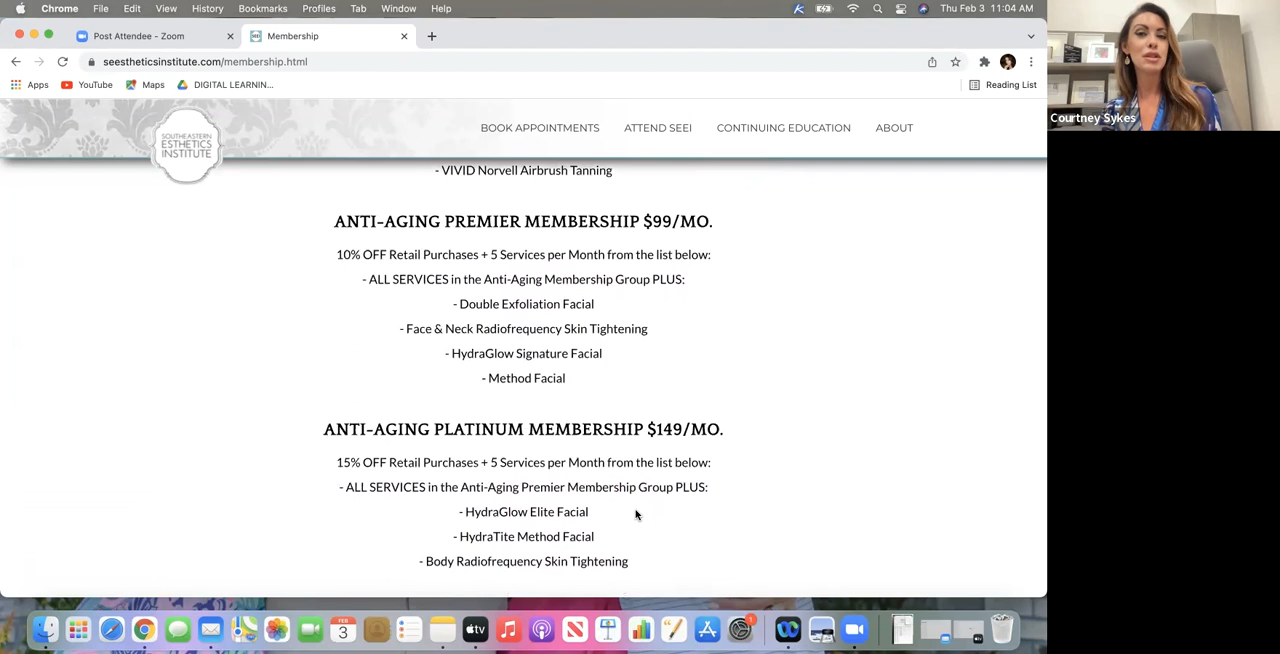 Chrome File Edit View History Bookmarks Profiles Tab Window Help Thu Feb 3 11:04 AM
Post Attendee - Zoom Membership
seestheticsinstitute.com/membership.html
Apps YouTube Maps DIGITAL LEARNIN... Reading List
Courtney Sykes
SOUTHEASTERN
ESTHETICS
INSTITUTE
BOOK APPOINTMENTS ATTEND SEEI CONTINUING EDUCATION ABOUT
- VIVID Norvell Airbrush Tanning
ANTI-AGING PREMIER MEMBERSHIP $99/MO.
10% OFF Retail Purchases + 5 Services per Month from the list below:
- ALL SERVICES in the Anti-Aging Membership Group PLUS:
- Double Exfoliation Facial
- Face & Neck Radiofrequency Skin Tightening
- HydraGlow Signature Facial
- Method Facial
ANTI-AGING PLATINUM MEMBERSHIP $149/MO.
15% OFF Retail Purchases + 5 Services per Month from the list below:
- ALL SERVICES in the Anti-Aging Premier Membership Group PLUS:
- HydraGlow Elite Facial
- HydraTite Method Facial
- Body Radiofrequency Skin Tightening
FEB
3
tv
1